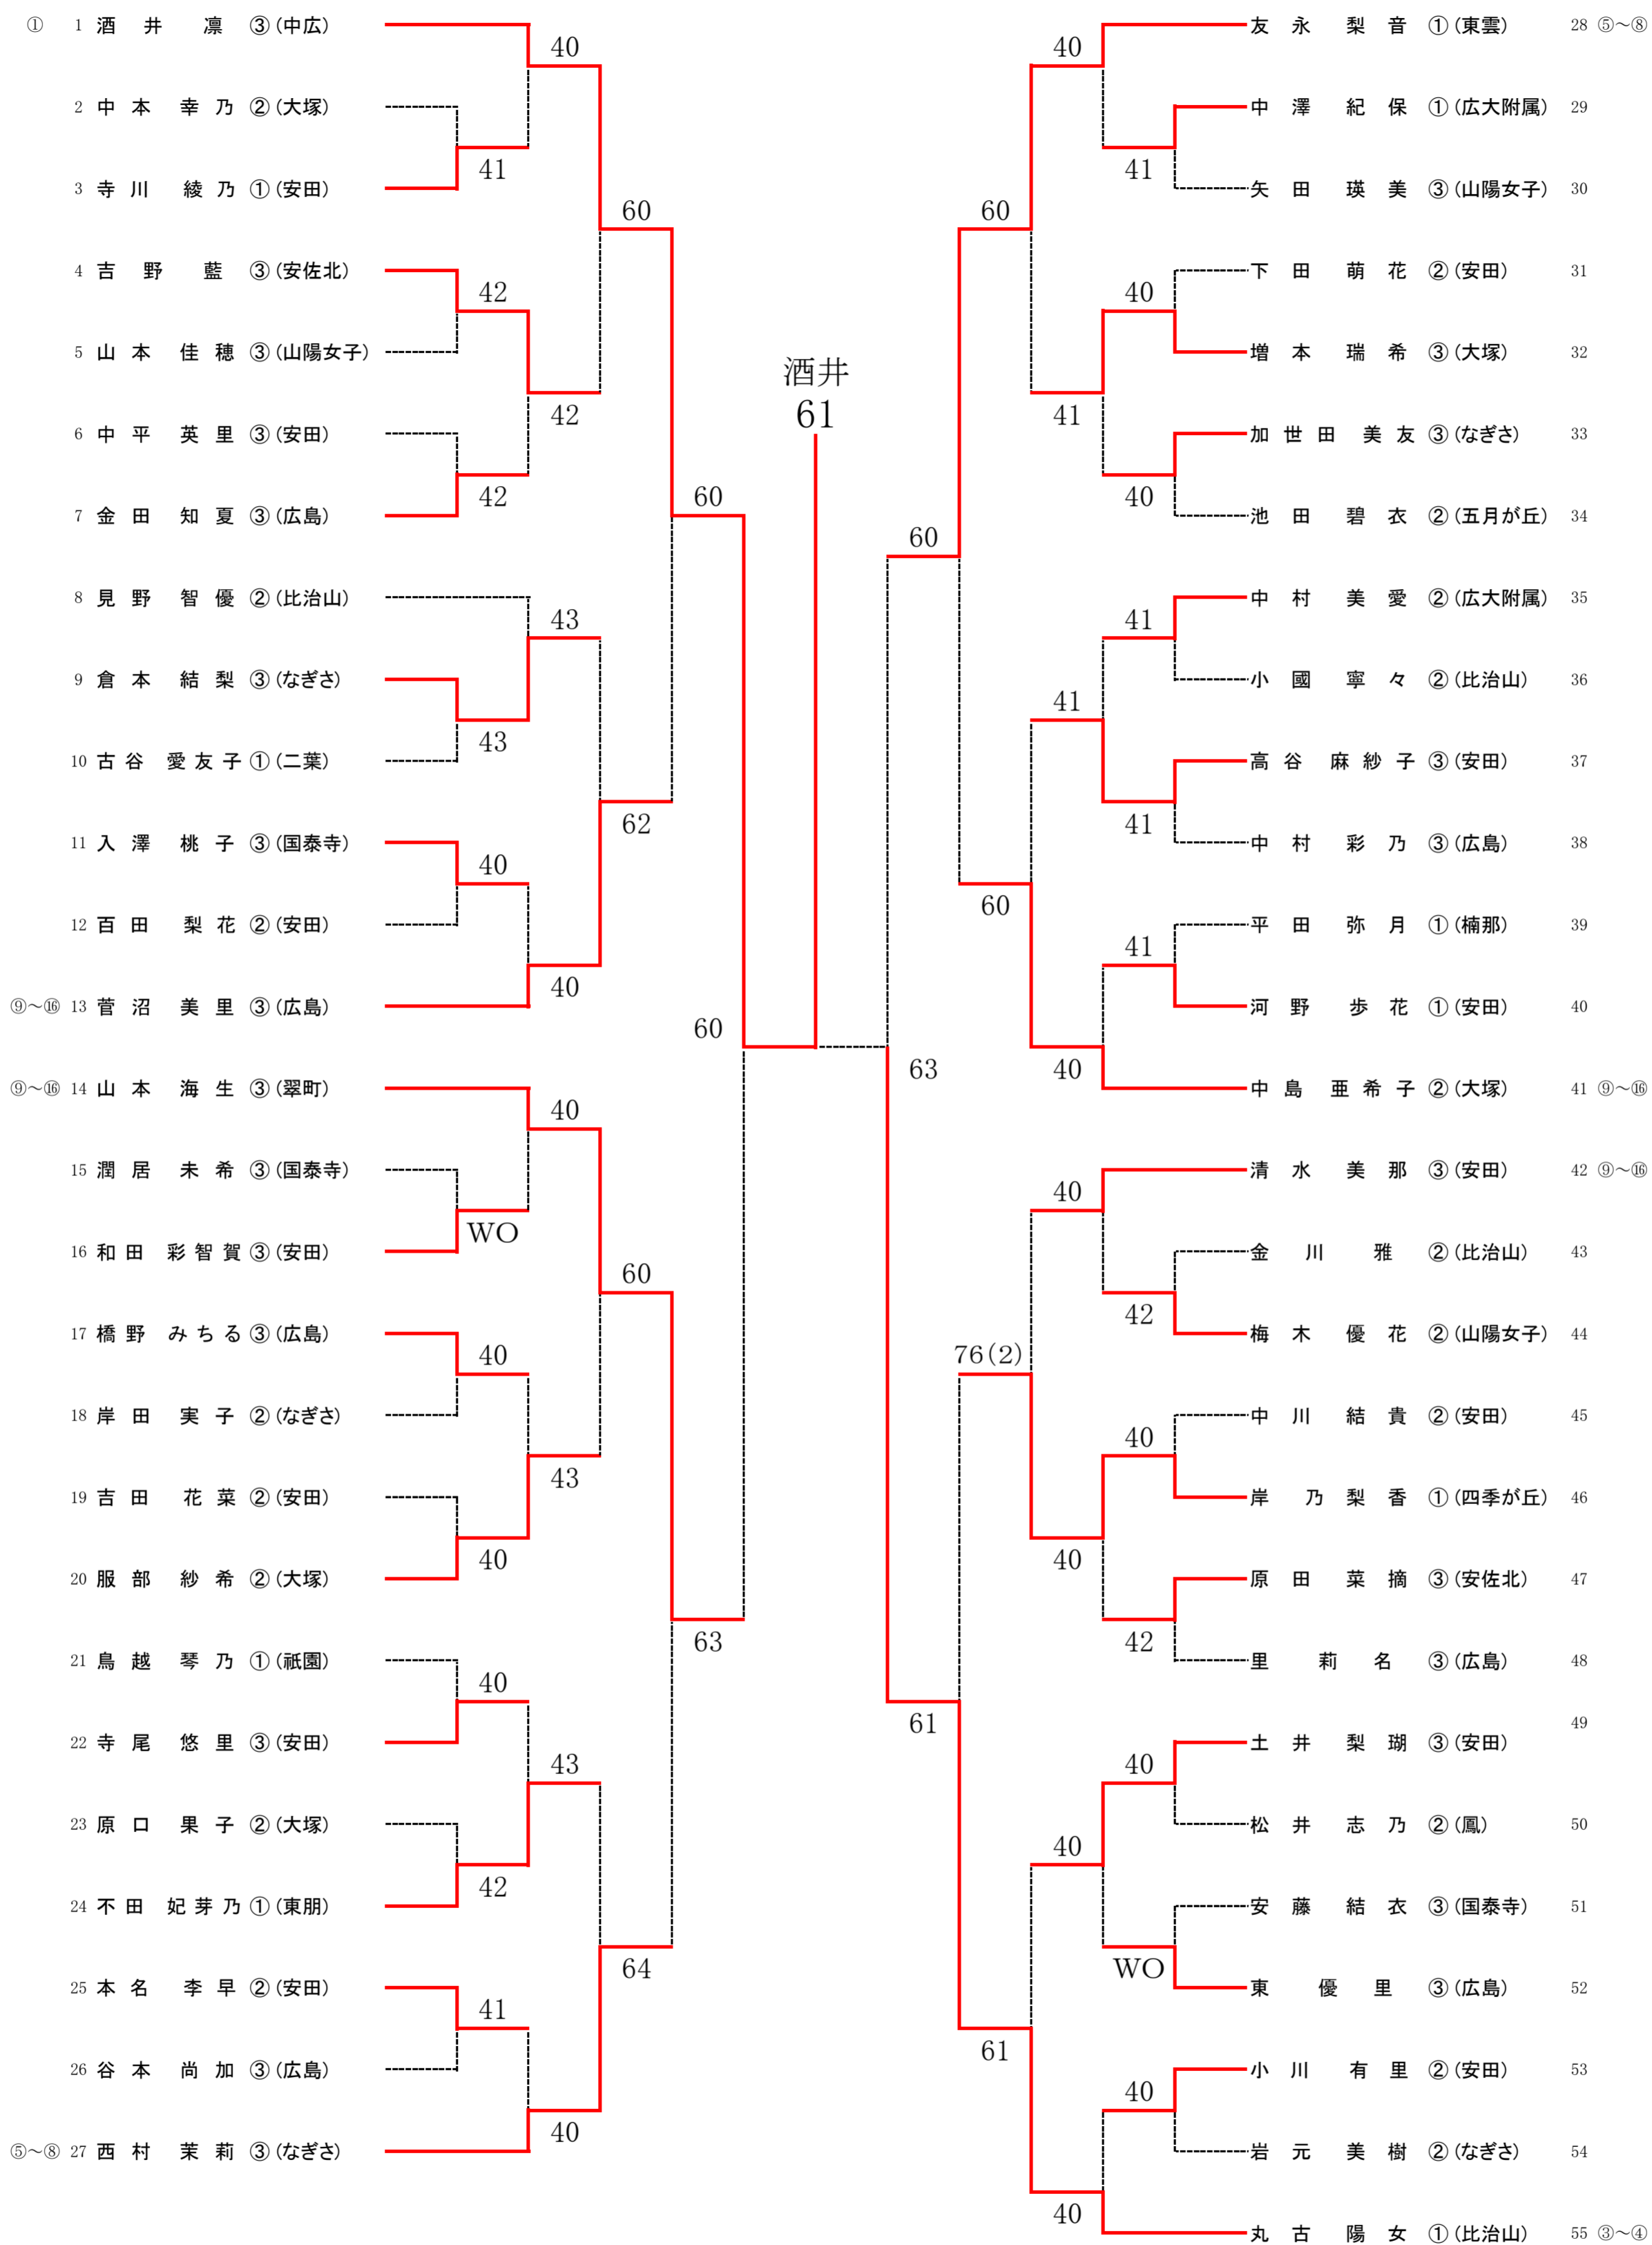 ① 1 酒井 凛 ③(中広)
2 中本 幸乃 ②(大塚)
3 寺川 綾乃 ①(安田)
4 吉野 藍 ③(安佐北)
5 山本 佳穂 ③(山陽女子)
6 中平 英里 ③(安田)
7 金田 知夏 ③(広島)
8 見野 智優 ②(比治山)
9 倉本 結梨 ③(なぎさ)
10 古谷 愛友子 ①(二葉)
11 入澤 桃子 ③(国泰寺)
12 百田 梨花 ②(安田)
⑨〜⑯ 13 菅沼 美里 ③(広島)
⑨〜⑯ 14 山本 海生 ③(翠町)
15 潤居 未希 ③(国泰寺)
16 和田 彩智賀 ③(安田)
17 橋野 みちる ③(広島)
18 岸田 実子 ②(なぎさ)
19 吉田 花菜 ②(安田)
20 服部 紗希 ②(大塚)
21 鳥越 琴乃 ①(祇園)
22 寺尾 悠里 ③(安田)
23 原口 果子 ②(大塚)
24 不田 妃芽乃 ①(東朋)
25 本名 李早 ②(安田)
26 谷本 尚加 ③(広島)
⑤〜⑧ 27 西村 茉莉 ③(なぎさ)
41
42
42
43
40
WO
40
40
40
42
41
40
42
43
40
40
43
43
40
60
62
60
64
60
63
60
酒井
61
63
60
61
60
60
76(2)
61
40
41
41
40
40
40
40
40
41
40
40
41
41
41
42
40
42
40
WO
40
友永 梨音 ①(東雲) 28 ⑤〜⑧
中澤 紀保 ①(広大附属) 29
矢田 瑛美 ③(山陽女子) 30
下田 萌花 ②(安田) 31
増本 瑞希 ③(大塚) 32
加世田 美友 ③(なぎさ) 33
池田 碧衣 ②(五月が丘) 34
中村 美愛 ②(広大附属) 35
小國 寧々 ②(比治山) 36
高谷 麻紗子 ③(安田) 37
中村 彩乃 ③(広島) 38
平田 弥月 ①(楠那) 39
河野 歩花 ①(安田) 40
中島 亜希子 ②(大塚) 41 ⑨〜⑯
清水 美那 ③(安田) 42 ⑨〜⑯
金川 雅 ②(比治山) 43
梅木 優花 ②(山陽女子) 44
中川 結貴 ②(安田) 45
岸 乃梨香 ①(四季が丘) 46
原田 菜摘 ③(安佐北) 47
里 莉名 ③(広島) 48
土井 梨瑚 ③(安田) 49
松井 志乃 ②(鳳) 50
安藤 結衣 ③(国泰寺) 51
東 優里 ③(広島) 52
小川 有里 ②(安田) 53
岩元 美樹 ②(なぎさ) 54
丸古 陽女 ①(比治山) 55 ③〜④